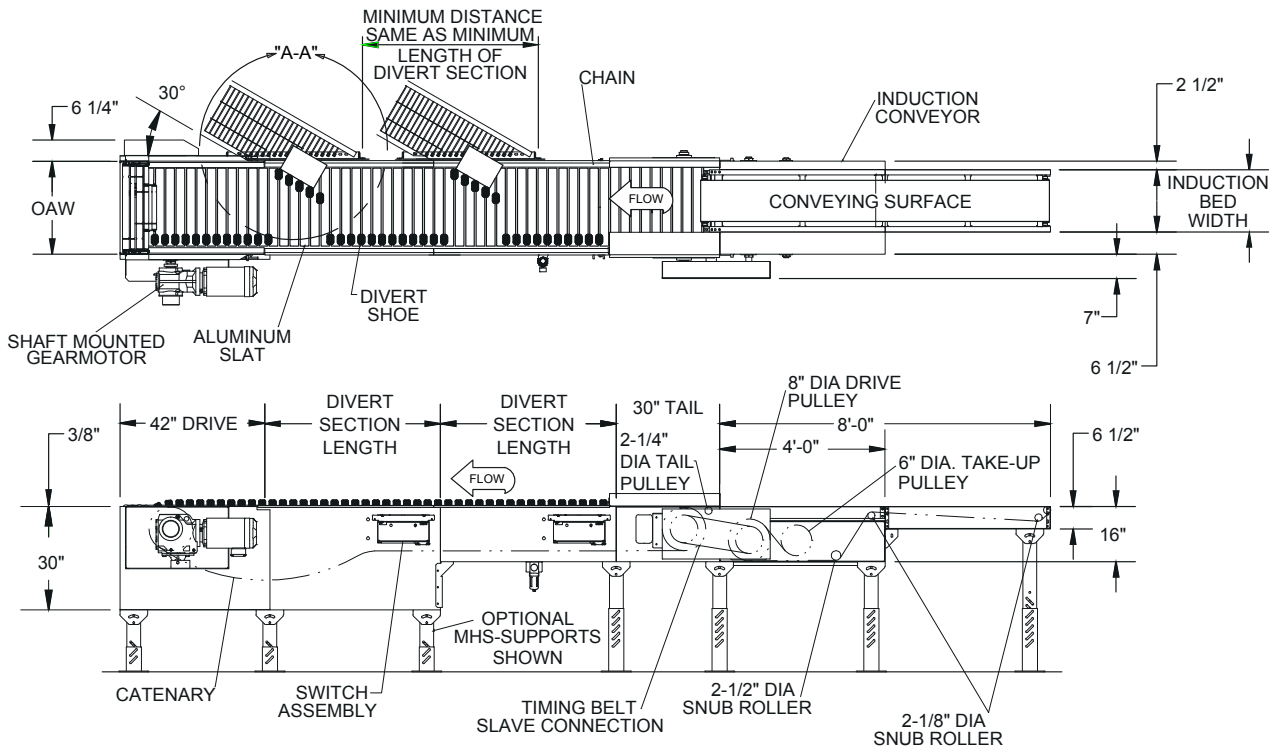 MINIMUM DISTANCE
SAME AS MINIMUM
LENGTH OF
DIVERT SECTION
"A-A"
CHAIN
30°
6 1/4"
INDUCTION
CONVEYOR
2 1/2"
OAW
FLOW
CONVEYING SURFACE
INDUCTION
BED
WIDTH
DIVERT
SHOE
SHAFT MOUNTED
GEARMOTOR
ALUMINUM
SLAT
7"
6 1/2"
8" DIA DRIVE
PULLEY
3/8"
42" DRIVE
DIVERT
SECTION
LENGTH
DIVERT
SECTION
LENGTH
30" TAIL
2-1/4"
DIA TAIL
PULLEY
8'-0"
4'-0"
6" DIA. TAKE-UP
PULLEY
6 1/2"
FLOW
30"
16"
OPTIONAL
MHS-SUPPORTS
SHOWN
CATENARY
SWITCH
ASSEMBLY
TIMING BELT
SLAVE CONNECTION
2-1/2" DIA
SNUB ROLLER
2-1/8" DIA
SNUB ROLLER